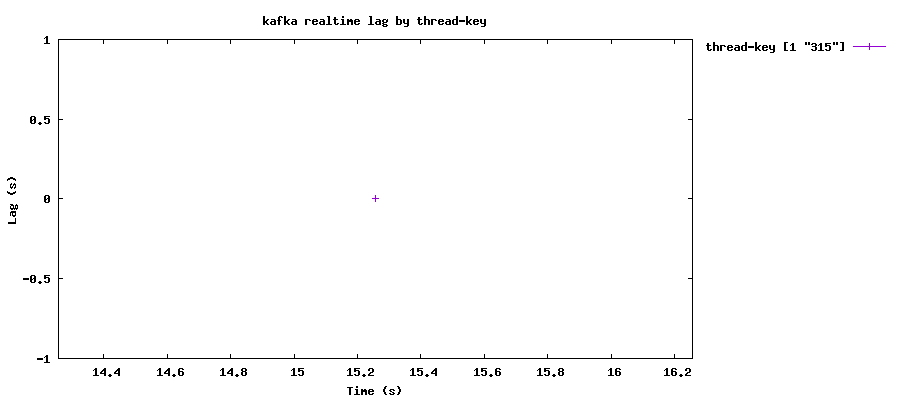 kafka realtime lag by thread-key
thread-key [1 "315"]
1
0.5
0
-0.5
-1
Lag (s)
14.4 14.6 14.8 15 15.2 15.4 15.6 15.8 16 16.2
Time (s)